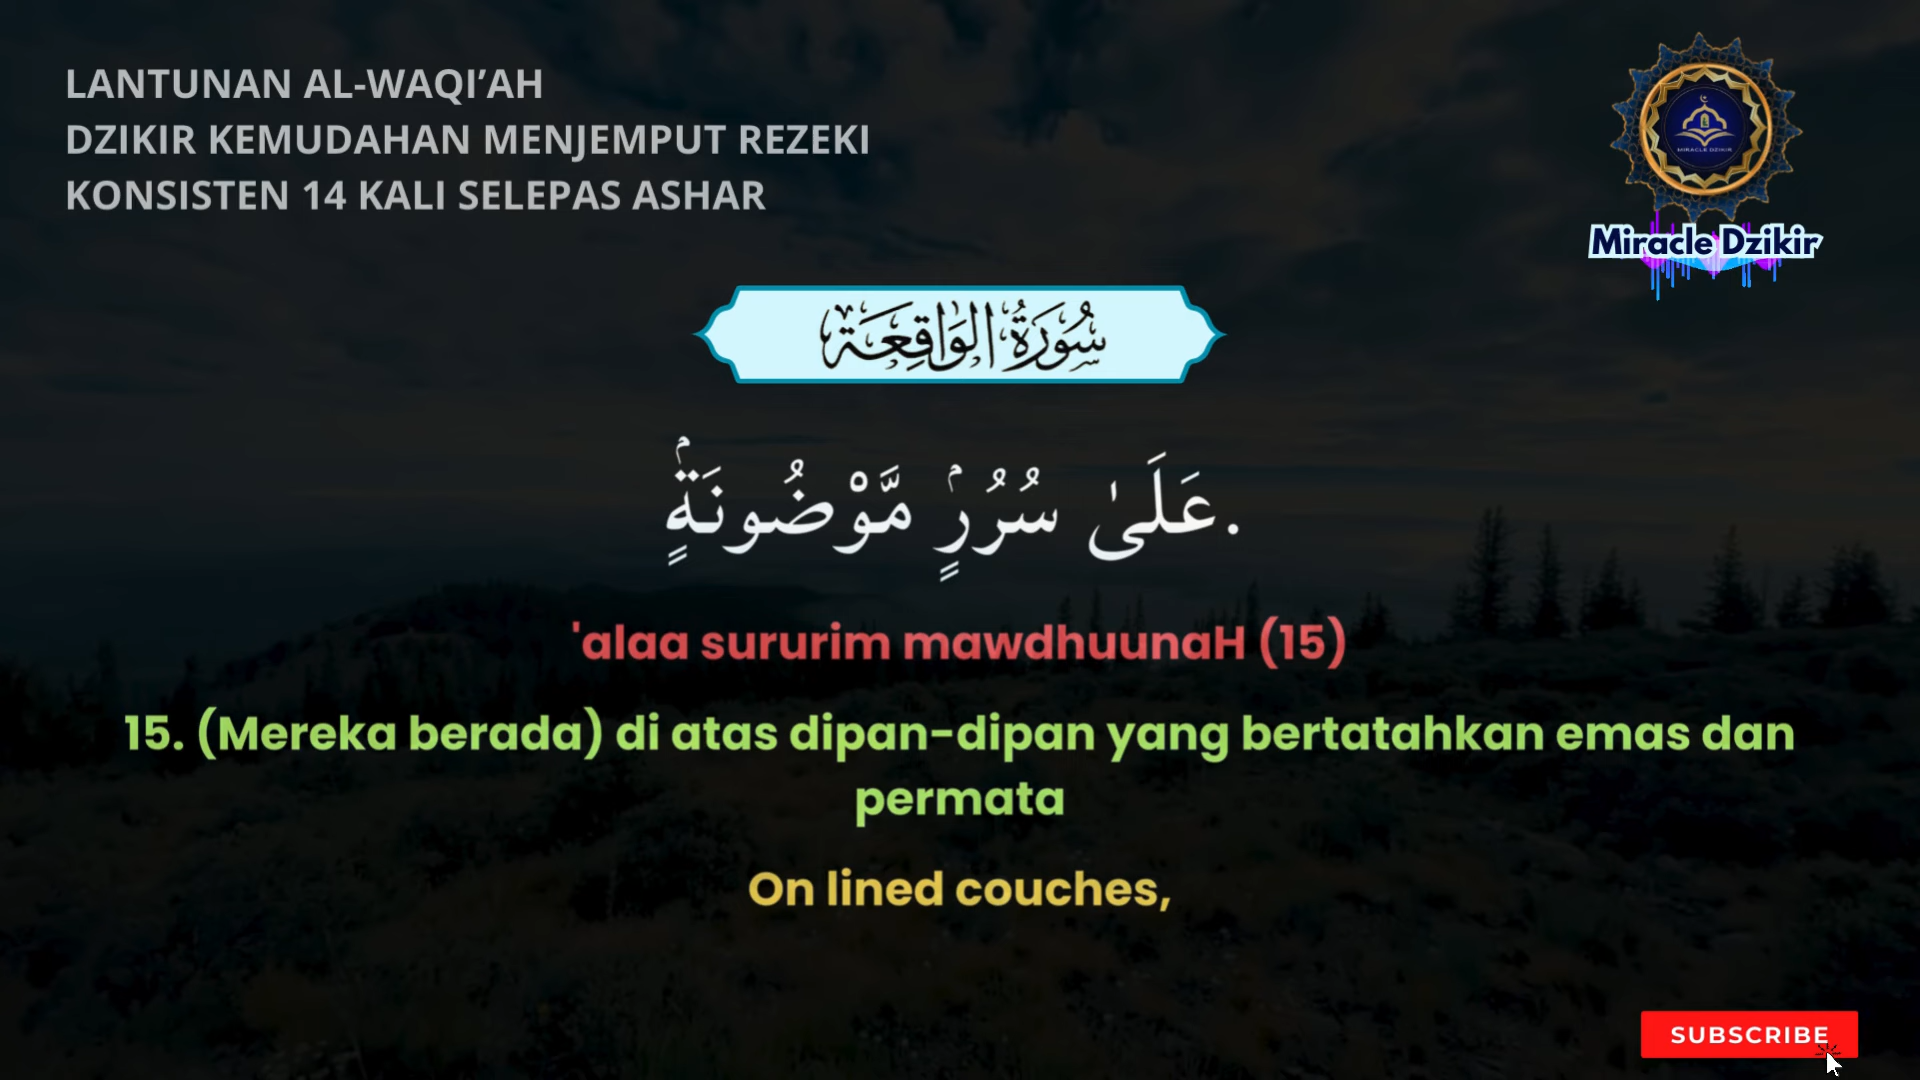 LANTUNAN AL-WAQI’AH
DZIKIR KEMUDAHAN MENJEMPUT REZEKI
KONSISTEN 14 KALI SELEPAS ASHAR
MIRACLE DZIKIR
Miracle Dzikir
سُورَةُ الوَاقِعَة
.عَلَىٰ سُرُرٍۢ مَّوْضُونَةٍۢ
'alaa sururim mawdhuunaH (15)
15. (Mereka berada) di atas dipan-dipan yang bertatahkan emas dan
permata
On lined couches,
SUBSCRIBE